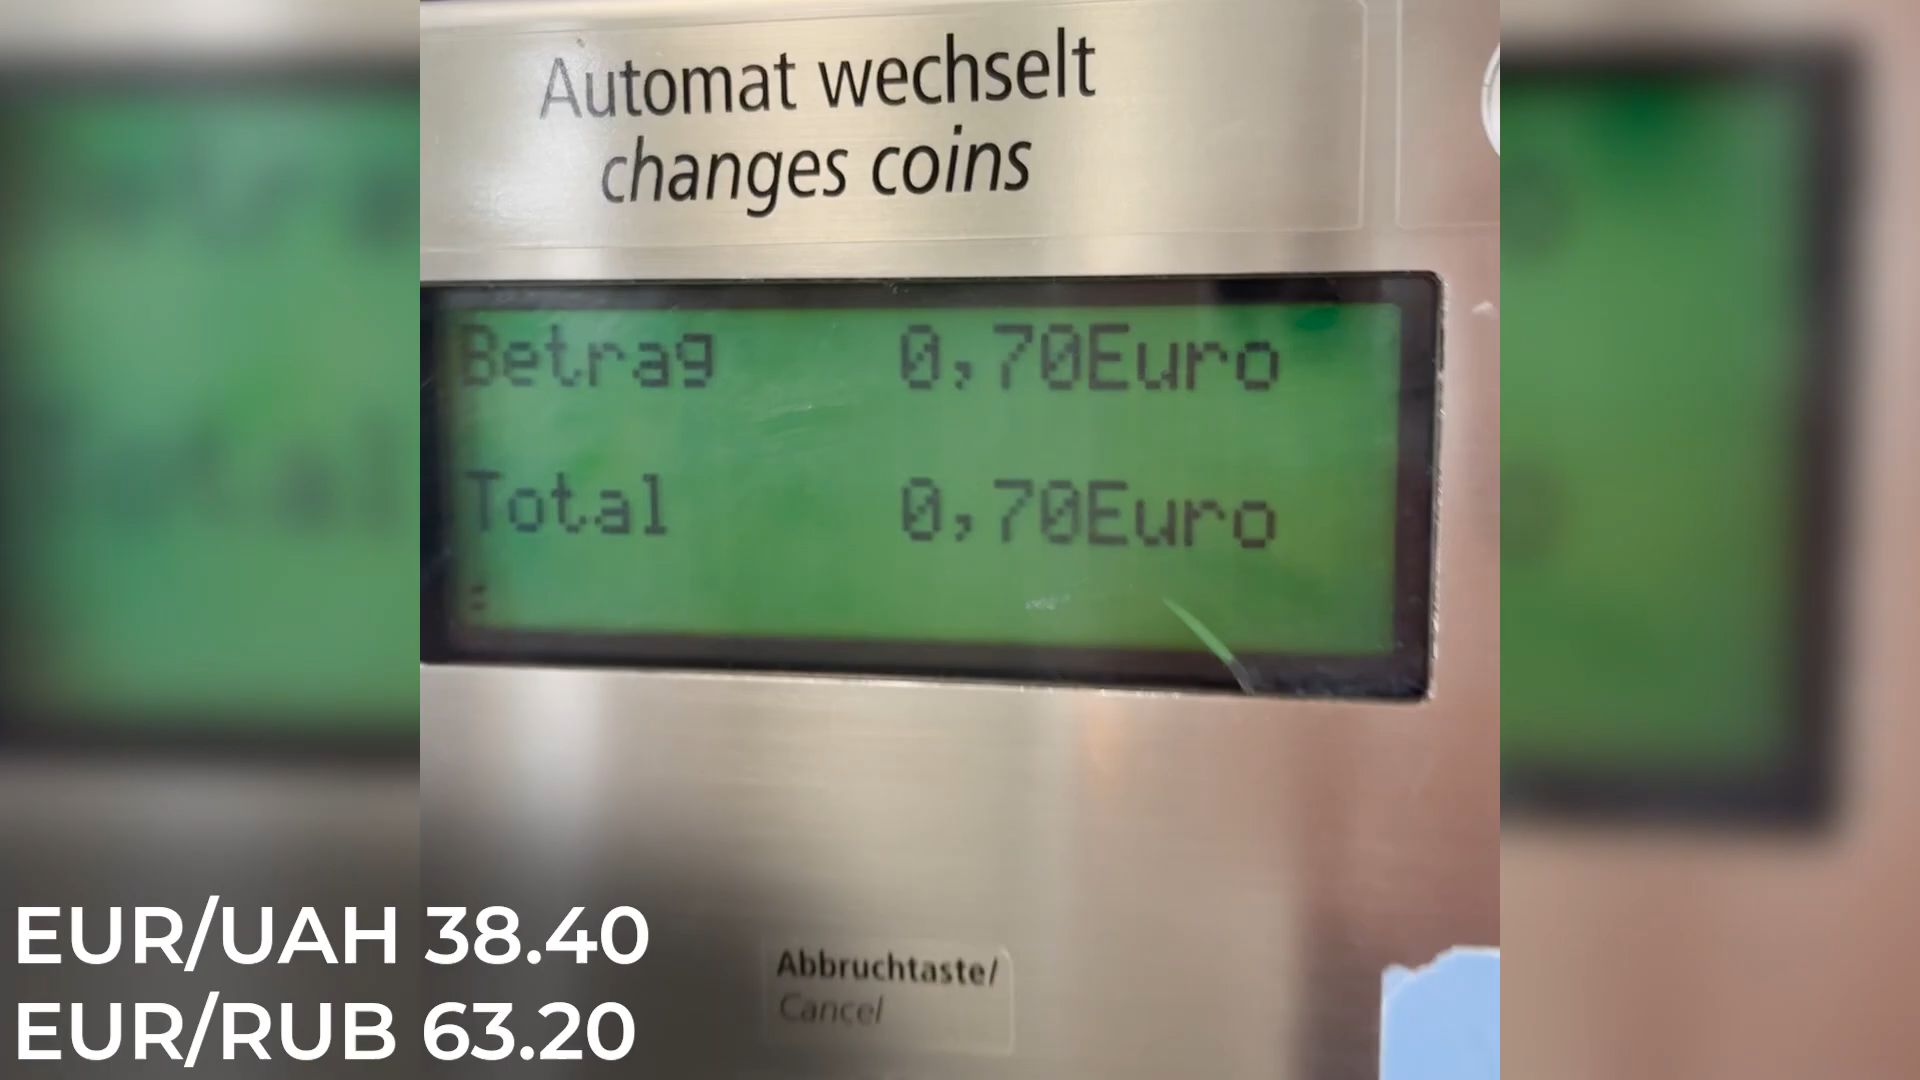 Automat wechselt
changes coins
Betrag 0,70Euro
Total 0,70Euro
Abbruchtaste/
Cancel
EUR/UAH 38.40
EUR/RUB 63.20